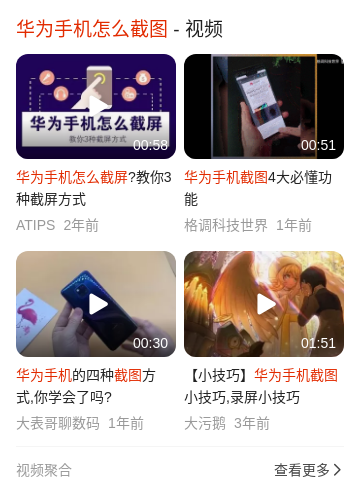 华为手机怎么截图 - 视频
华为手机怎么截屏
教你3种截屏方式
00:58
00:51
华为手机怎么截屏?教你3
种截屏方式
ATIPS 2年前
华为手机截图4大必懂功
能
格调科技世界 1年前
00:30
01:51
华为手机的四种截图方
式,你学会了吗?
大表哥聊数码 1年前
【小技巧】华为手机截图
小技巧,录屏小技巧
大污鹅 3年前
视频聚合
查看更多